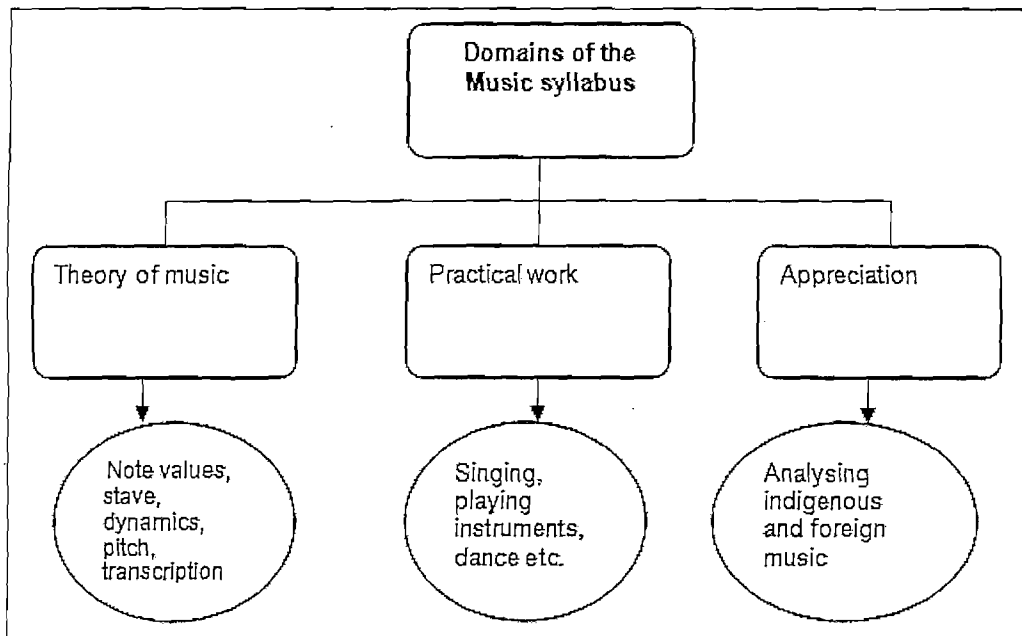 Domains of the
Music syllabus
Theory of music
Practical work
Appreciation
Note values,
stave,
dynamics,
pitch,
transcription
Singing,
playing
instruments,
dance etc.
Analysing
indigenous
and foreign
music